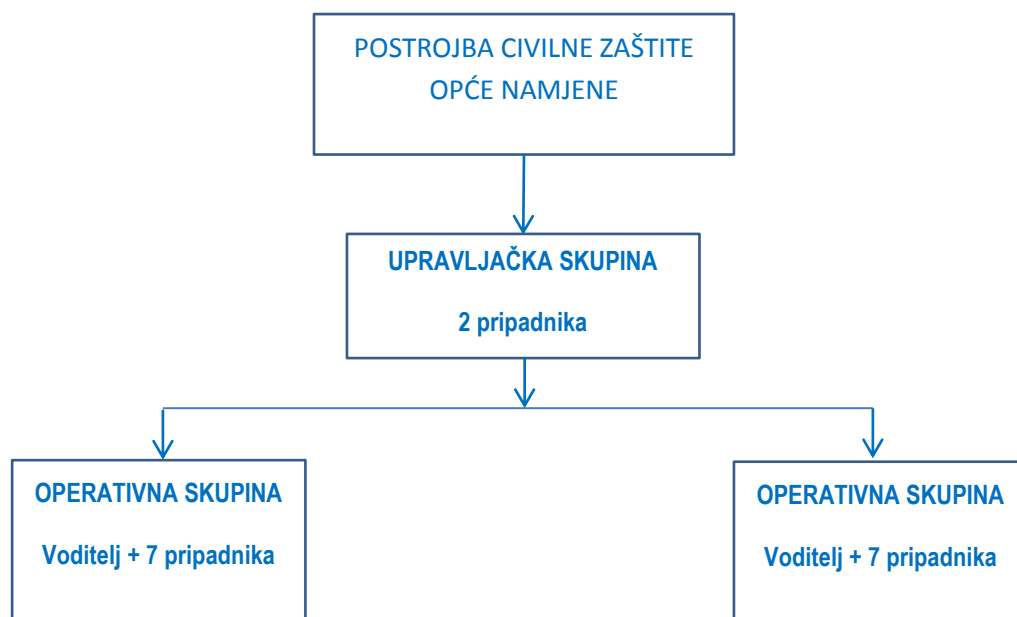 POSTROJBA CIVILNE ZAŠTITE
OPĆE NAMJENE
UPRAVLJAČKA SKUPINA
2 pripadnika
OPERATIVNA SKUPINA
Voditelj + 7 pripadnika
OPERATIVNA SKUPINA
Voditelj + 7 pripadnika